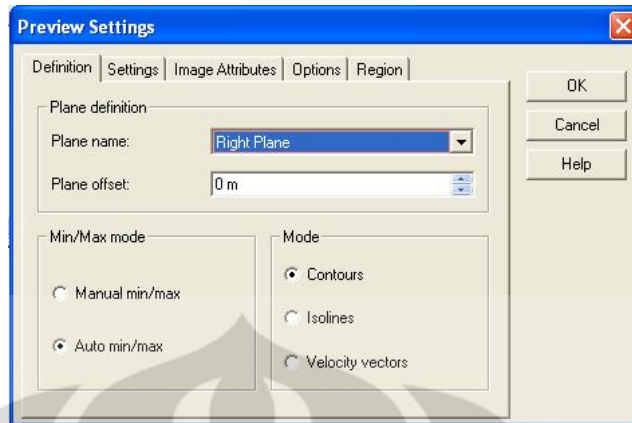 Preview Settings
Definition Settings Image Attributes Options Region
OK
Cancel
Help
Plane definition
Plane name: Right Plane
Plane offset: 0 m
Min/Max mode
Manual min/max
Auto min/max
Mode
Contours
Isolines
Velocity vectors